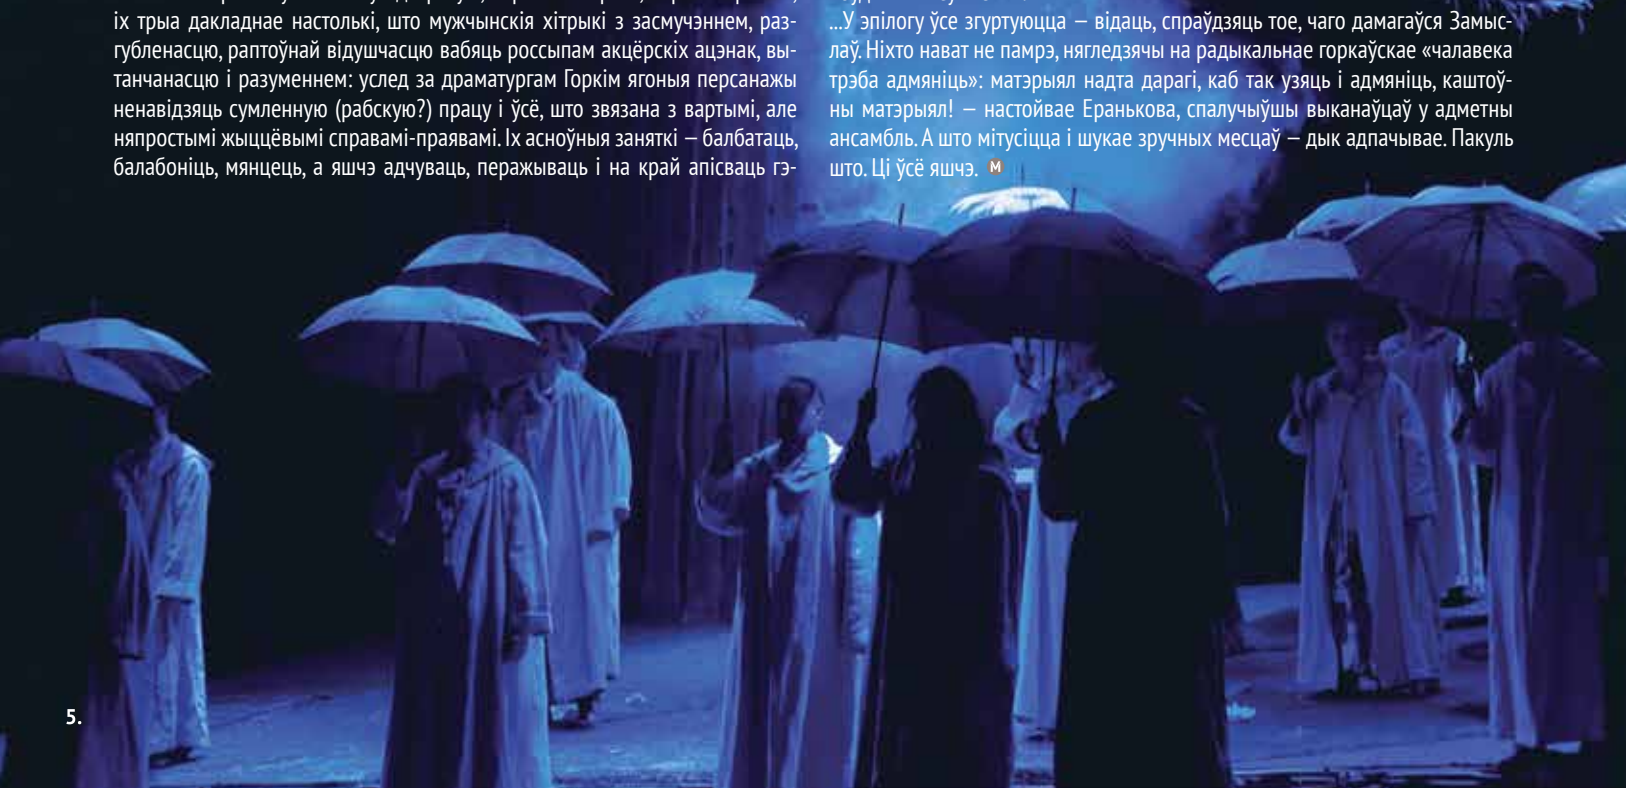 іх трыа дакладнае настолькі, што мужчынскія хітрыкі з засмучэннем, раз-
губленасцю, раптоўнай відушчасцю вабяць россыпам акцёрскіх ацэнак, вы-
танчанасцю і разуменнем: услед за драматургам Горкім ягоныя персанажы
ненавідзяць сумленную (рабскую?) працу і ўсё, што звязана з вартымі, але
няпростымі жыццёвымі справамі-праявамі. Іх асноўныя заняткі — балбатаць,
балабоніць, мянцець, а яшчэ адчуваць, перажываць і на край апісваць гэ-
...У эпілогу ўсе згуртуюцца — відаць, спраўдзяць тое, чаго дамагаўся Замыс-
лаў. Ніхто нават не памрэ, нягледзячы на радыкальнае горкаўскае «чалавека
трэба адмяніць»: матэрыял надта дарагі, каб так узяць і адмяніць, каштоў-
ны матэрыял! — настойвае Еранькова, спалучыўшы выканаўцаў у адметны
ансамбль. А што мітусіцца і шукае зручных месцаў — дык адпачывае. Пакуль
што. Ці ўсё яшчэ. М
5.